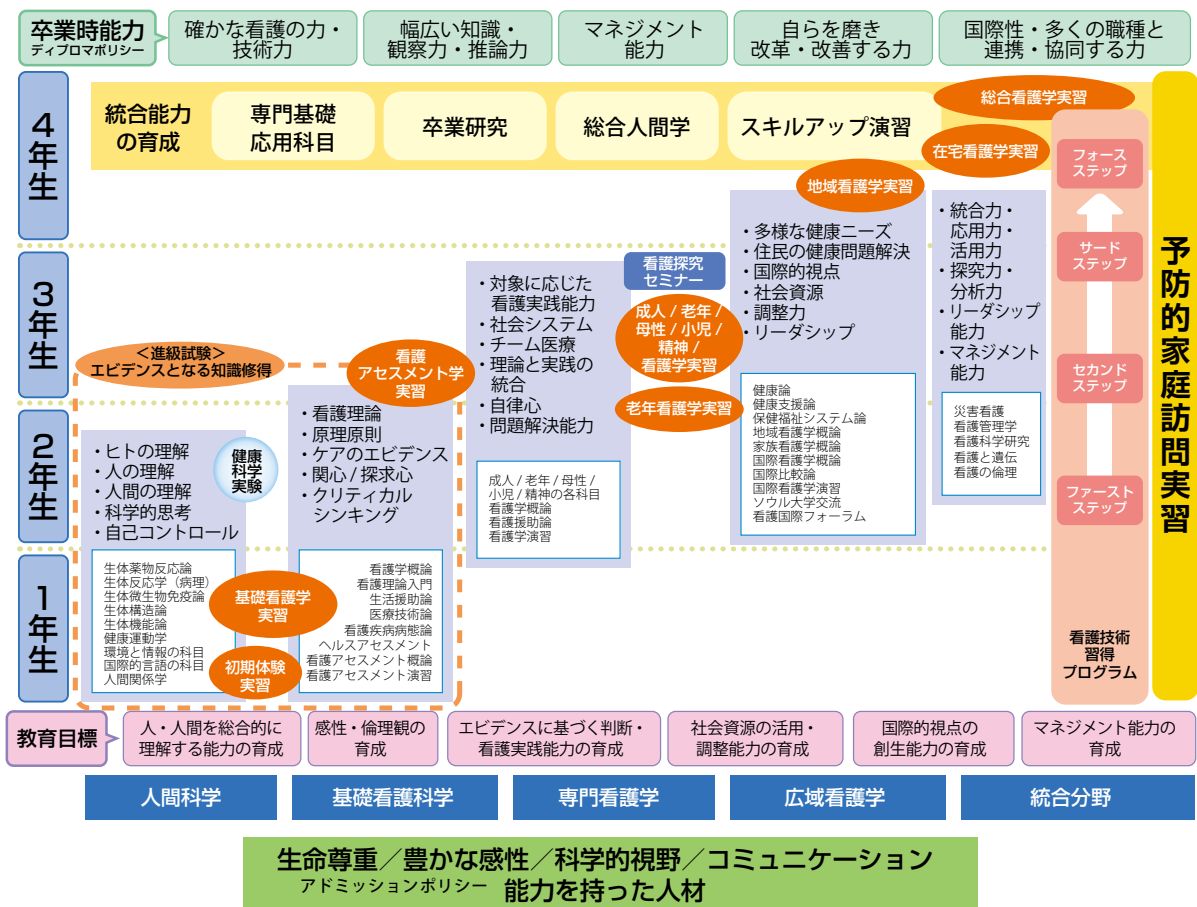 卒業時能力
ディプロマポリシー
確かな看護の力・
技術力
幅広い知識・
観察力・推論力
マネジメント
能力
自らを磨き
改革・改善する力
国際性・多くの職種と
連携・協同する力
4年生
統合能力
の育成
専門基礎
応用科目
卒業研究
総合人間学
スキルアップ演習
総合看護学実習
在宅看護学実習
地域看護学実習
3年生
2年生
1年生
＜進級試験＞
エビデンスとなる知識修得
・ヒトの理解
・人の理解
・人間の理解
・科学的思考
・自己コントロール
健康
科学
実験
生体薬物反応論
生体反応学（病理）
生体微生物免疫論
生体構造論
生体機能論
健康運動学
環境と情報の科目
国際的言語の科目
人間関係学
基礎看護学
実習
初期体験
実習
看護
アセスメント学
実習
・看護理論
・原理原則
・ケアのエビデンス
・関心 / 探求心
・クリティカル
シンキング
看護学概論
看護理論入門
生活援助論
医療技術論
看護疾病病態論
ヘルスアセスメント
看護アセスメント概論
看護アセスメント演習
・対象に応じた
看護実践能力
・社会システム
・チーム医療
・理論と実践の
統合
・自律心
・問題解決能力
成人 / 老年 / 母性 /
小児 / 精神の各科目
看護学概論
看護援助論
看護学演習
看護探究
セミナー
成人 / 老年 /
母性 / 小児 /
精神 /
看護学実習
老年看護学実習
・多様な健康ニーズ
・住民の健康問題解決
・国際的視点
・社会資源
・調整力
・リーダシップ
健康論
健康支援論
保健福祉システム論
地域看護学概論
家族看護学概論
国際看護学概論
国際比較論
国際看護学演習
ソウル大学交流
看護国際フォーラム
・統合力・
応用力・
活用力
・探究力・
分析力
・リーダシップ
能力
・マネジメント
能力
災害看護
看護管理学
看護科学研究
看護と遺伝
看護の倫理
フォース
ステップ
サード
ステップ
セカンド
ステップ
ファースト
ステップ
看護技術
習得
プログラム
予防的家庭訪問実習
教育目標
人・人間を総合的に
理解する能力の育成
感性・倫理観の
育成
エビデンスに基づく判断・
看護実践能力の育成
社会資源の活用・
調整能力の育成
国際的視点の
創生能力の育成
マネジメント能力の
育成
人間科学
基礎看護科学
専門看護学
広域看護学
統合分野
生命尊重／豊かな感性／科学的視野／コミュニケーション
アドミッションポリシー 能力を持った人材